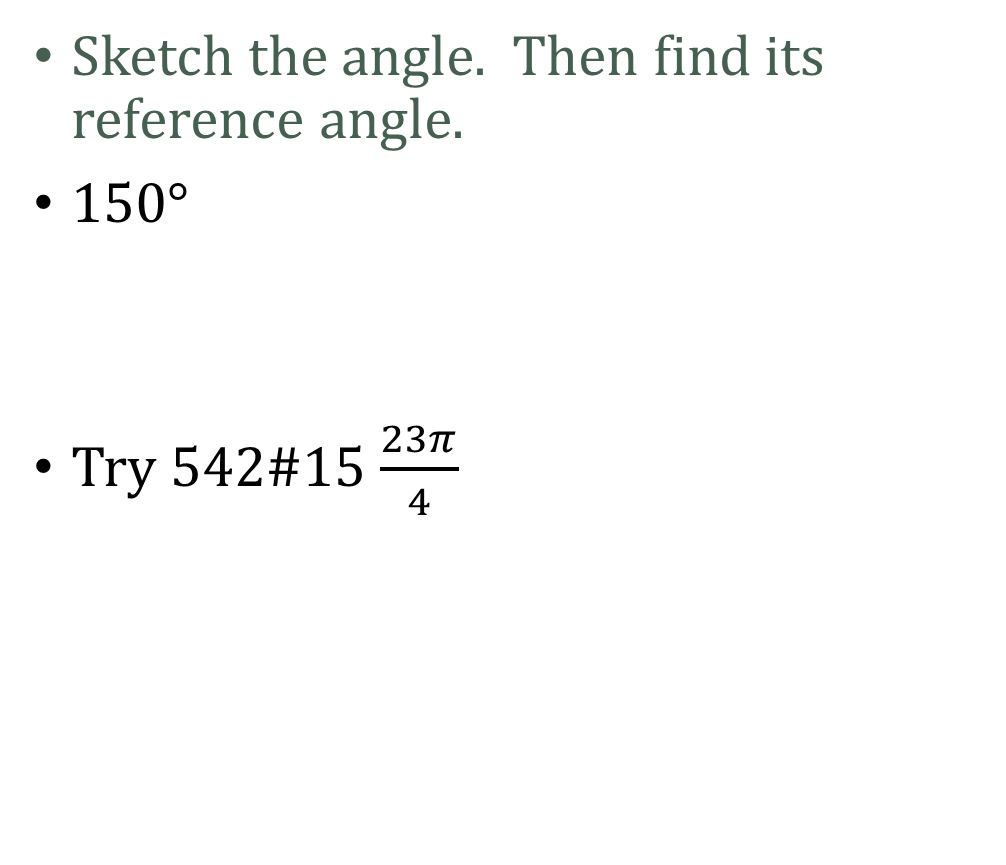 • Sketch the angle.  Then find its
reference angle.
• 150°
• Try 542#15 23𝜋/4